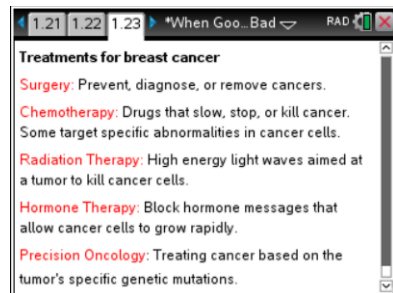 1.21 1.22 1.23 *When Goo...Bad RAD
Treatments for breast cancer
Surgery: Prevent, diagnose, or remove cancers.
Chemotherapy: Drugs that slow, stop, or kill cancer.
Some target specific abnormalities in cancer cells.
Radiation Therapy: High energy light waves aimed at
a tumor to kill cancer cells.
Hormone Therapy: Block hormone messages that
allow cancer cells to grow rapidly.
Precision Oncology: Treating cancer based on the
tumor's specific genetic mutations.